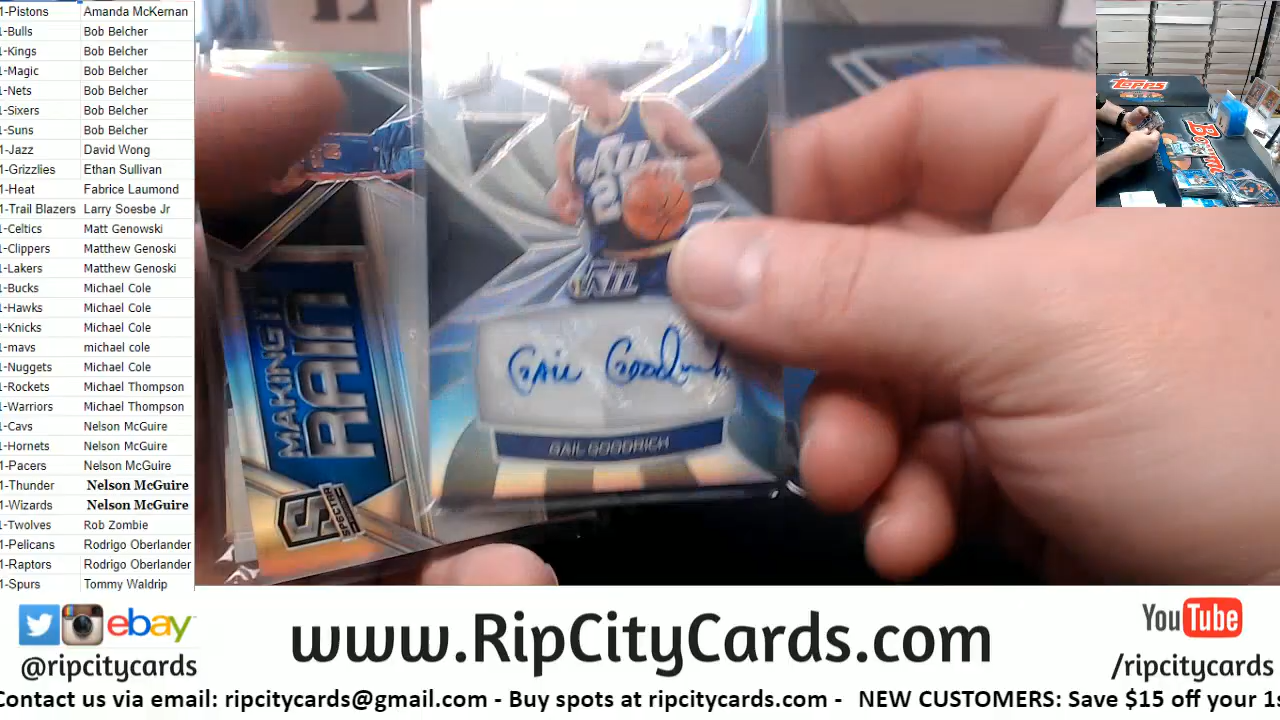 1-Pistons Amanda McKernan
1-Bulls Bob Belcher
1-Kings Bob Belcher
1-Magic Bob Belcher
1-Nets Bob Belcher
1-Sixers Bob Belcher
1-Suns Bob Belcher
1-Jazz David Wong
1-Grizzlies Ethan Sullivan
1-Heat Fabrice Laumond
1-Trail Blazers Larry Soesbe Jr
1-Celtics Matt Genowski
1-Clippers Matthew Genoski
1-Lakers Matthew Genoski
1-Bucks Michael Cole
1-Hawks Michael Cole
1-Knicks Michael Cole
1-mavs michael cole
1-Nuggets Michael Cole
1-Rockets Michael Thompson
1-Warriors Michael Thompson
1-Cavs Nelson McGuire
1-Hornets Nelson McGuire
1-Pacers Nelson McGuire
1-Thunder Nelson McGuire
1-Wizards Nelson McGuire
1-Twolves Rob Zombie
1-Pelicans Rodrigo Oberlander
1-Raptors Rodrigo Oberlander
1-Spurs Tommy Waldrip
MAKING IT
RAIN
SPECTRA
Gail Goodrich
GAIL GOODRICH
TOPPS
Bowman
ebay
@ripcitycards
www.RipCityCards.com
YouTube
/ripcitycards
Contact us via email: ripcitycards@gmail.com - Buy spots at ripcitycards.com - NEW CUSTOMERS: Save $15 off your 1s